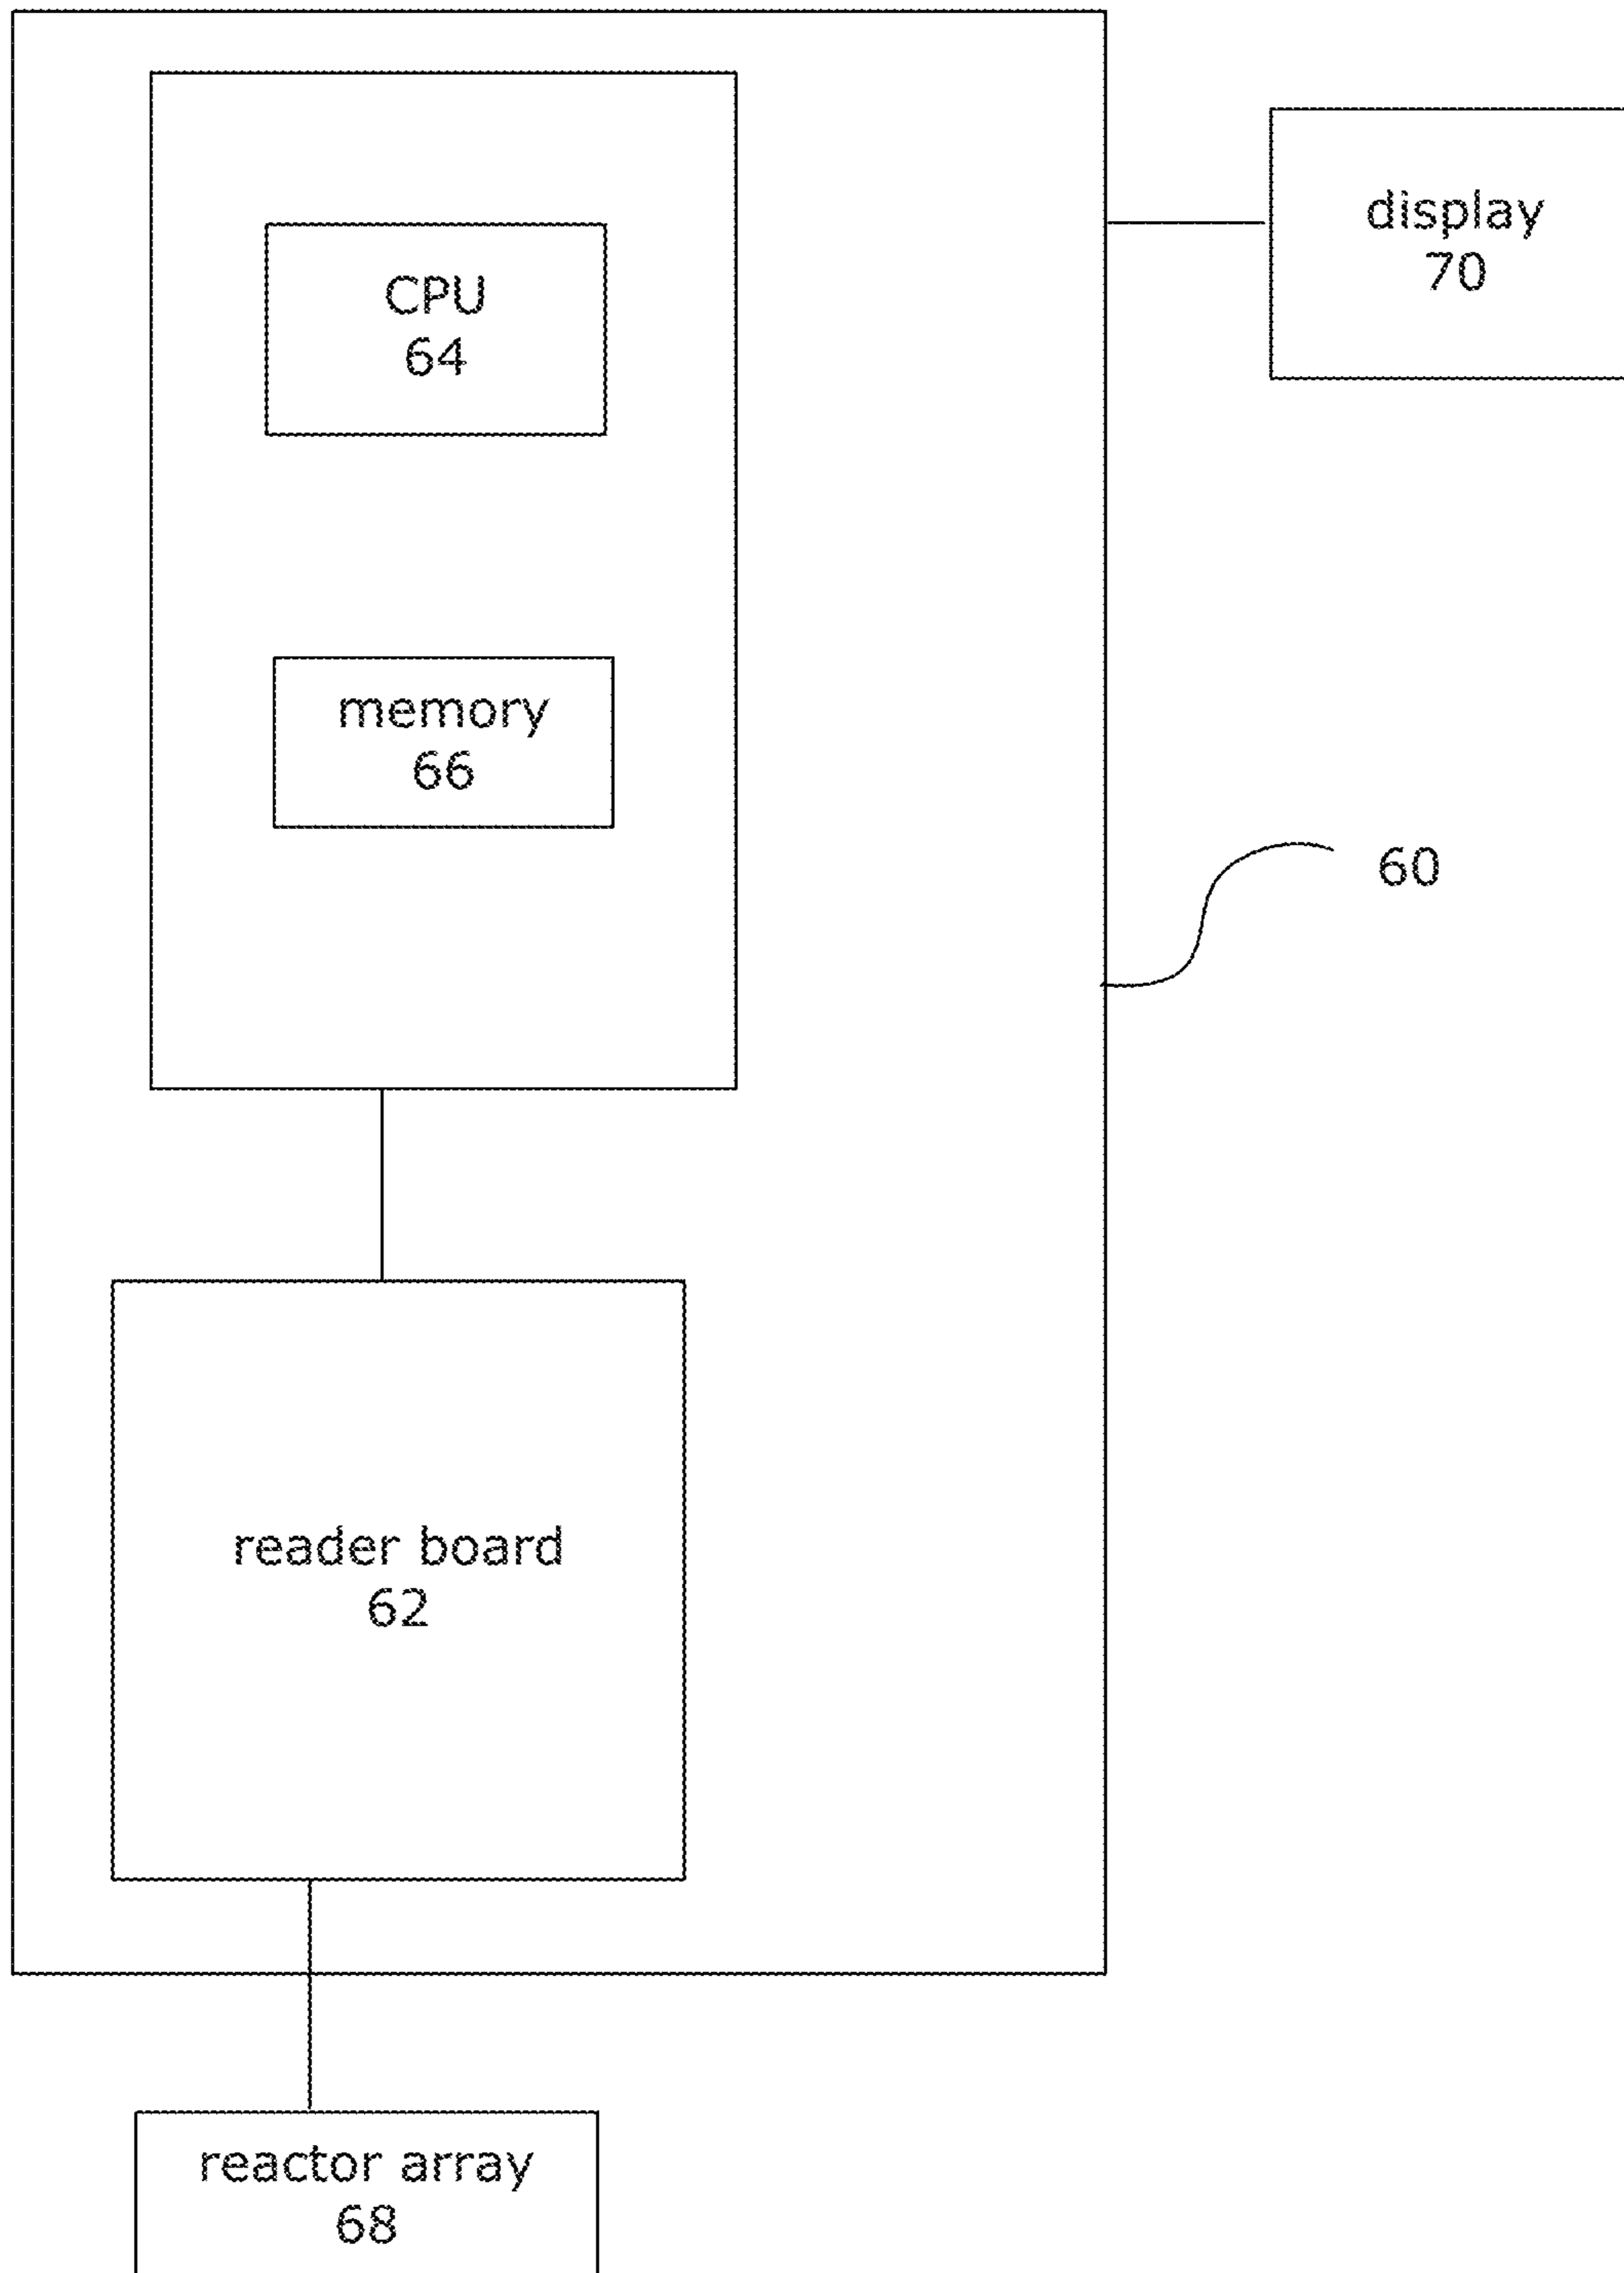 display
70
CPU
64
memory
66
60
reader board
62
reactor array
68